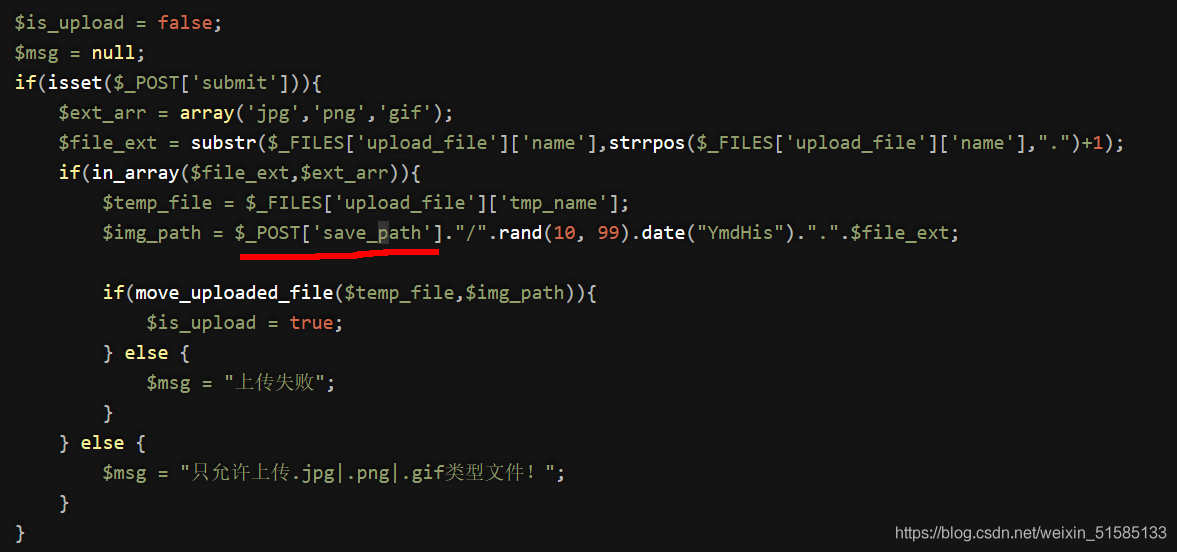 $is_upload = false;
$msg = null;
if(isset($_POST['submit'])){
    $ext_arr = array('jpg','png','gif');
    $file_ext = substr($_FILES['upload_file']['name'],strrpos($_FILES['upload_file']['name'],".")+1);
    if(in_array($file_ext,$ext_arr)){
        $temp_file = $_FILES['upload_file']['tmp_name'];
        $img_path = $_POST['save_path']."/".rand(10, 99).date("YmdHis").".".$file_ext;
        if(move_uploaded_file($temp_file,$img_path)){
            $is_upload = true;
        } else {
            $msg = "上传失败";
        }
    } else {
        $msg = "只允许上传.jpg|.png|.gif类型文件！";
    }
}
https://blog.csdn.net/weixin_51585133